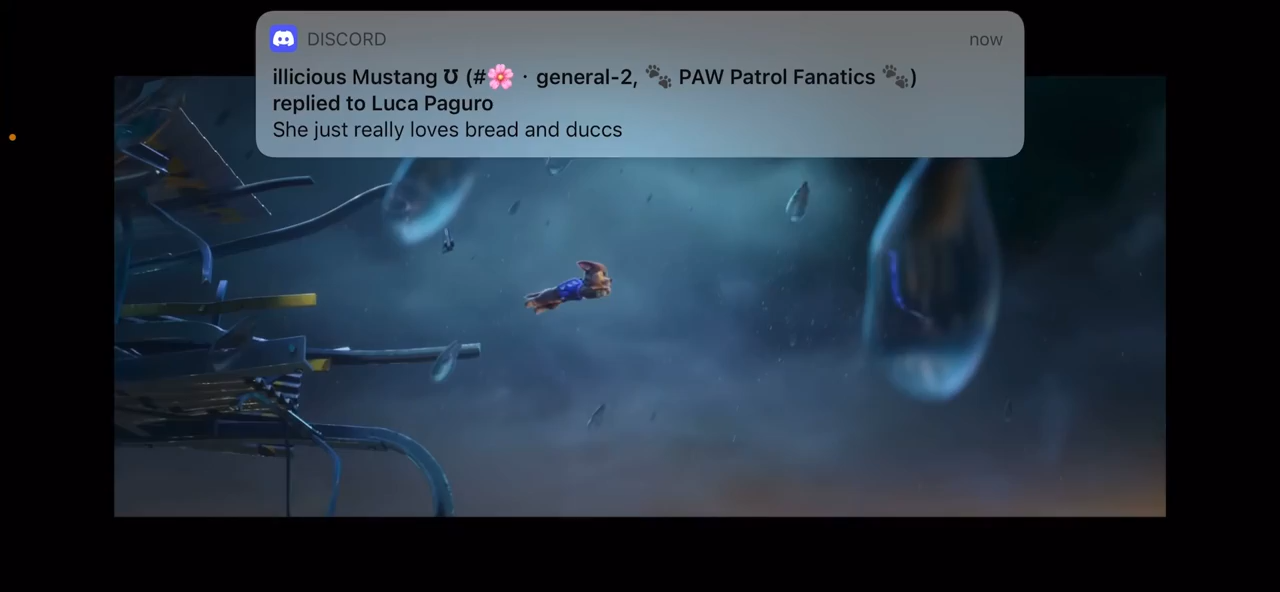 DISCORD now
illicious Mustang ℧ (#🌸 · general-2, 🐾 PAW Patrol Fanatics 🐾)
replied to Luca Paguro
She just really loves bread and duccs